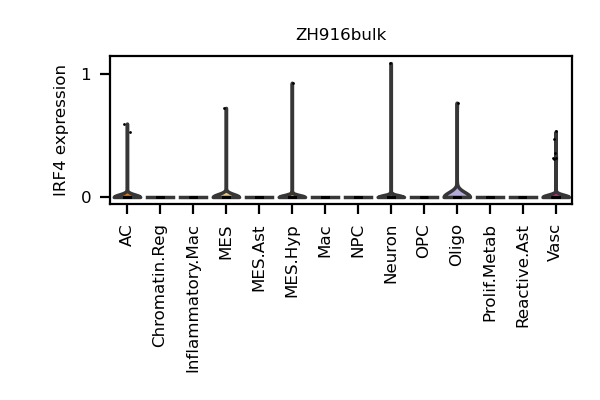 ZH916bulk
IRF4 expression
1
0
AC
Chromatin.Reg
Inflammatory.Mac
MES
MES.Ast
MES.Hyp
Mac
NPC
Neuron
OPC
Oligo
Prolif.Metab
Reactive.Ast
Vasc